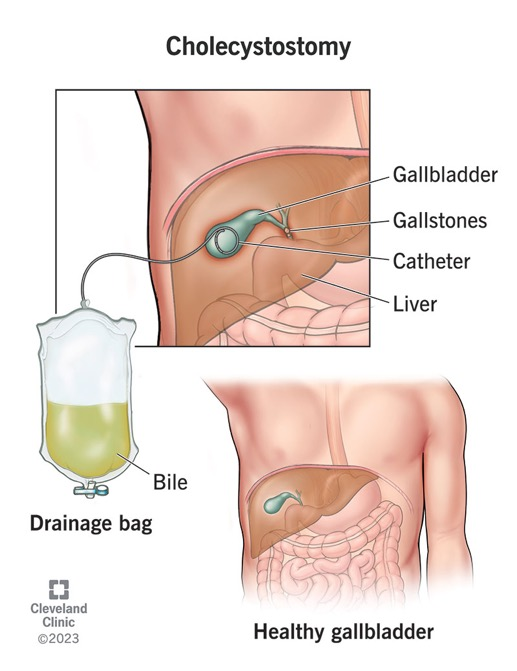 Cholecystostomy
Gallbladder
Gallstones
Catheter
Liver
Bile
Drainage bag
Cleveland
Clinic
©2023
Healthy gallbladder